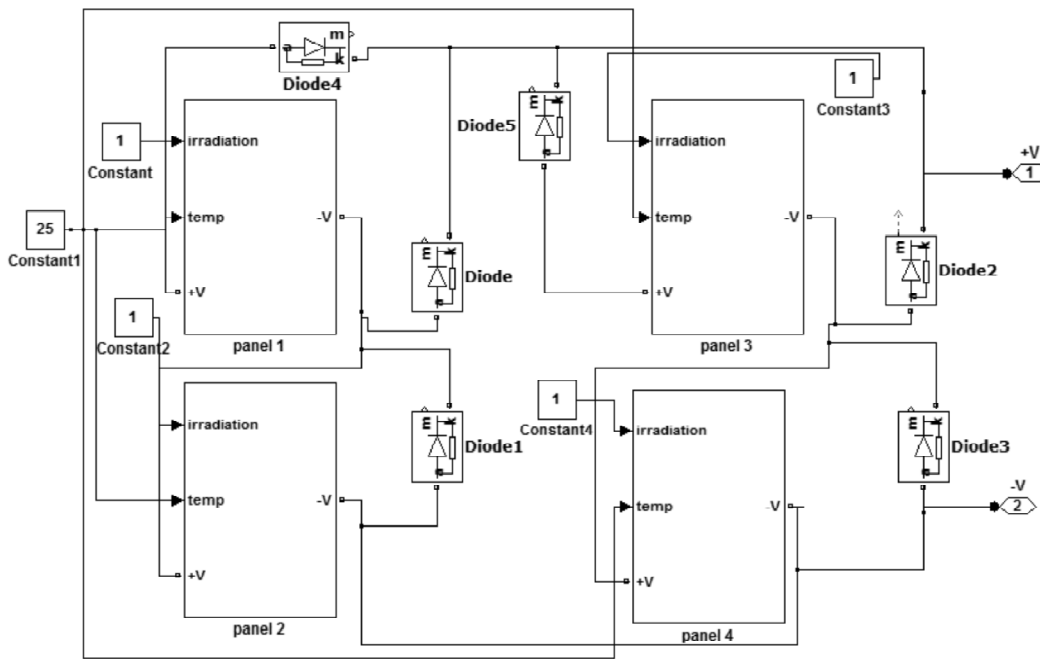 m
a
k
Diode4
1
Constant3
1
Constant
irradiation
temp
-V
+V
panel 1
m
k
a
Diode5
irradiation
temp
-V
+V
panel 3
+V
1
25
Constant1
m
k
a
Diode
m
k
a
Diode2
1
Constant2
irradiation
temp
-V
+V
panel 2
m
k
a
Diode1
1
Constant4
irradiation
temp
-V
+V
panel 4
m
k
a
Diode3
-V
2